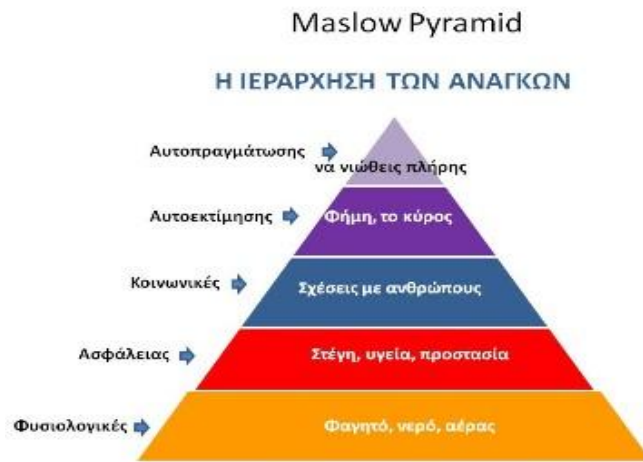 Maslow Pyramid
Η ΙΕΡΑΡΧΗΣΗ ΤΩΝ ΑΝΑΓΚΩΝ
Αυτοπραγμάτωσης
να νιώθεις πλήρης
Αυτοεκτίμησης
Φήμη, το κύρος
Κοινωνικές
Σχέσεις με ανθρώπους
Ασφάλειας
Στέγη, υγεία, προστασία
Φυσιολογικές
Φαγητό, νερό, αέρας